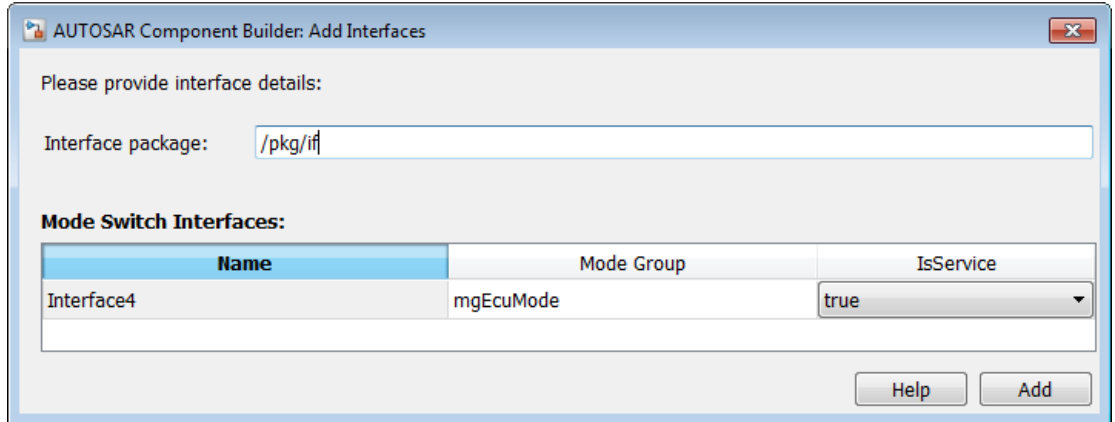 AUTOSAR Component Builder: Add Interfaces
Please provide interface details:
Interface package: /pkg/if
Mode Switch Interfaces:
Name Mode Group IsService
Interface4 mgEcuMode true
Help Add